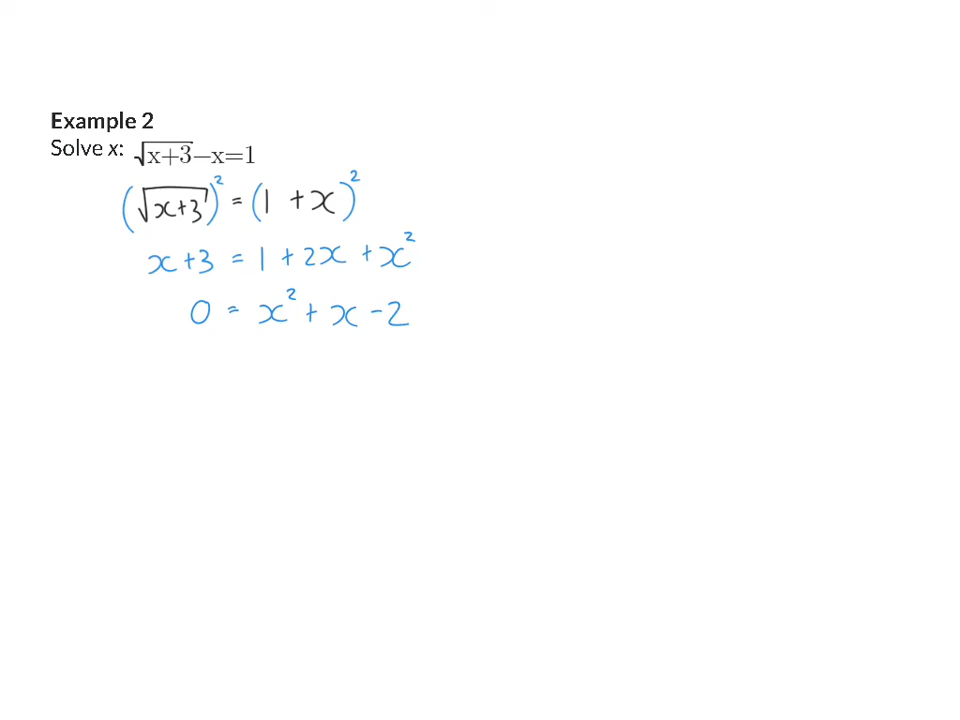 Example 2
Solve x: √x+3−x=1
(√x+3)² = (1 + x)²
x+3 = 1 + 2x + x²
0 = x² + x − 2